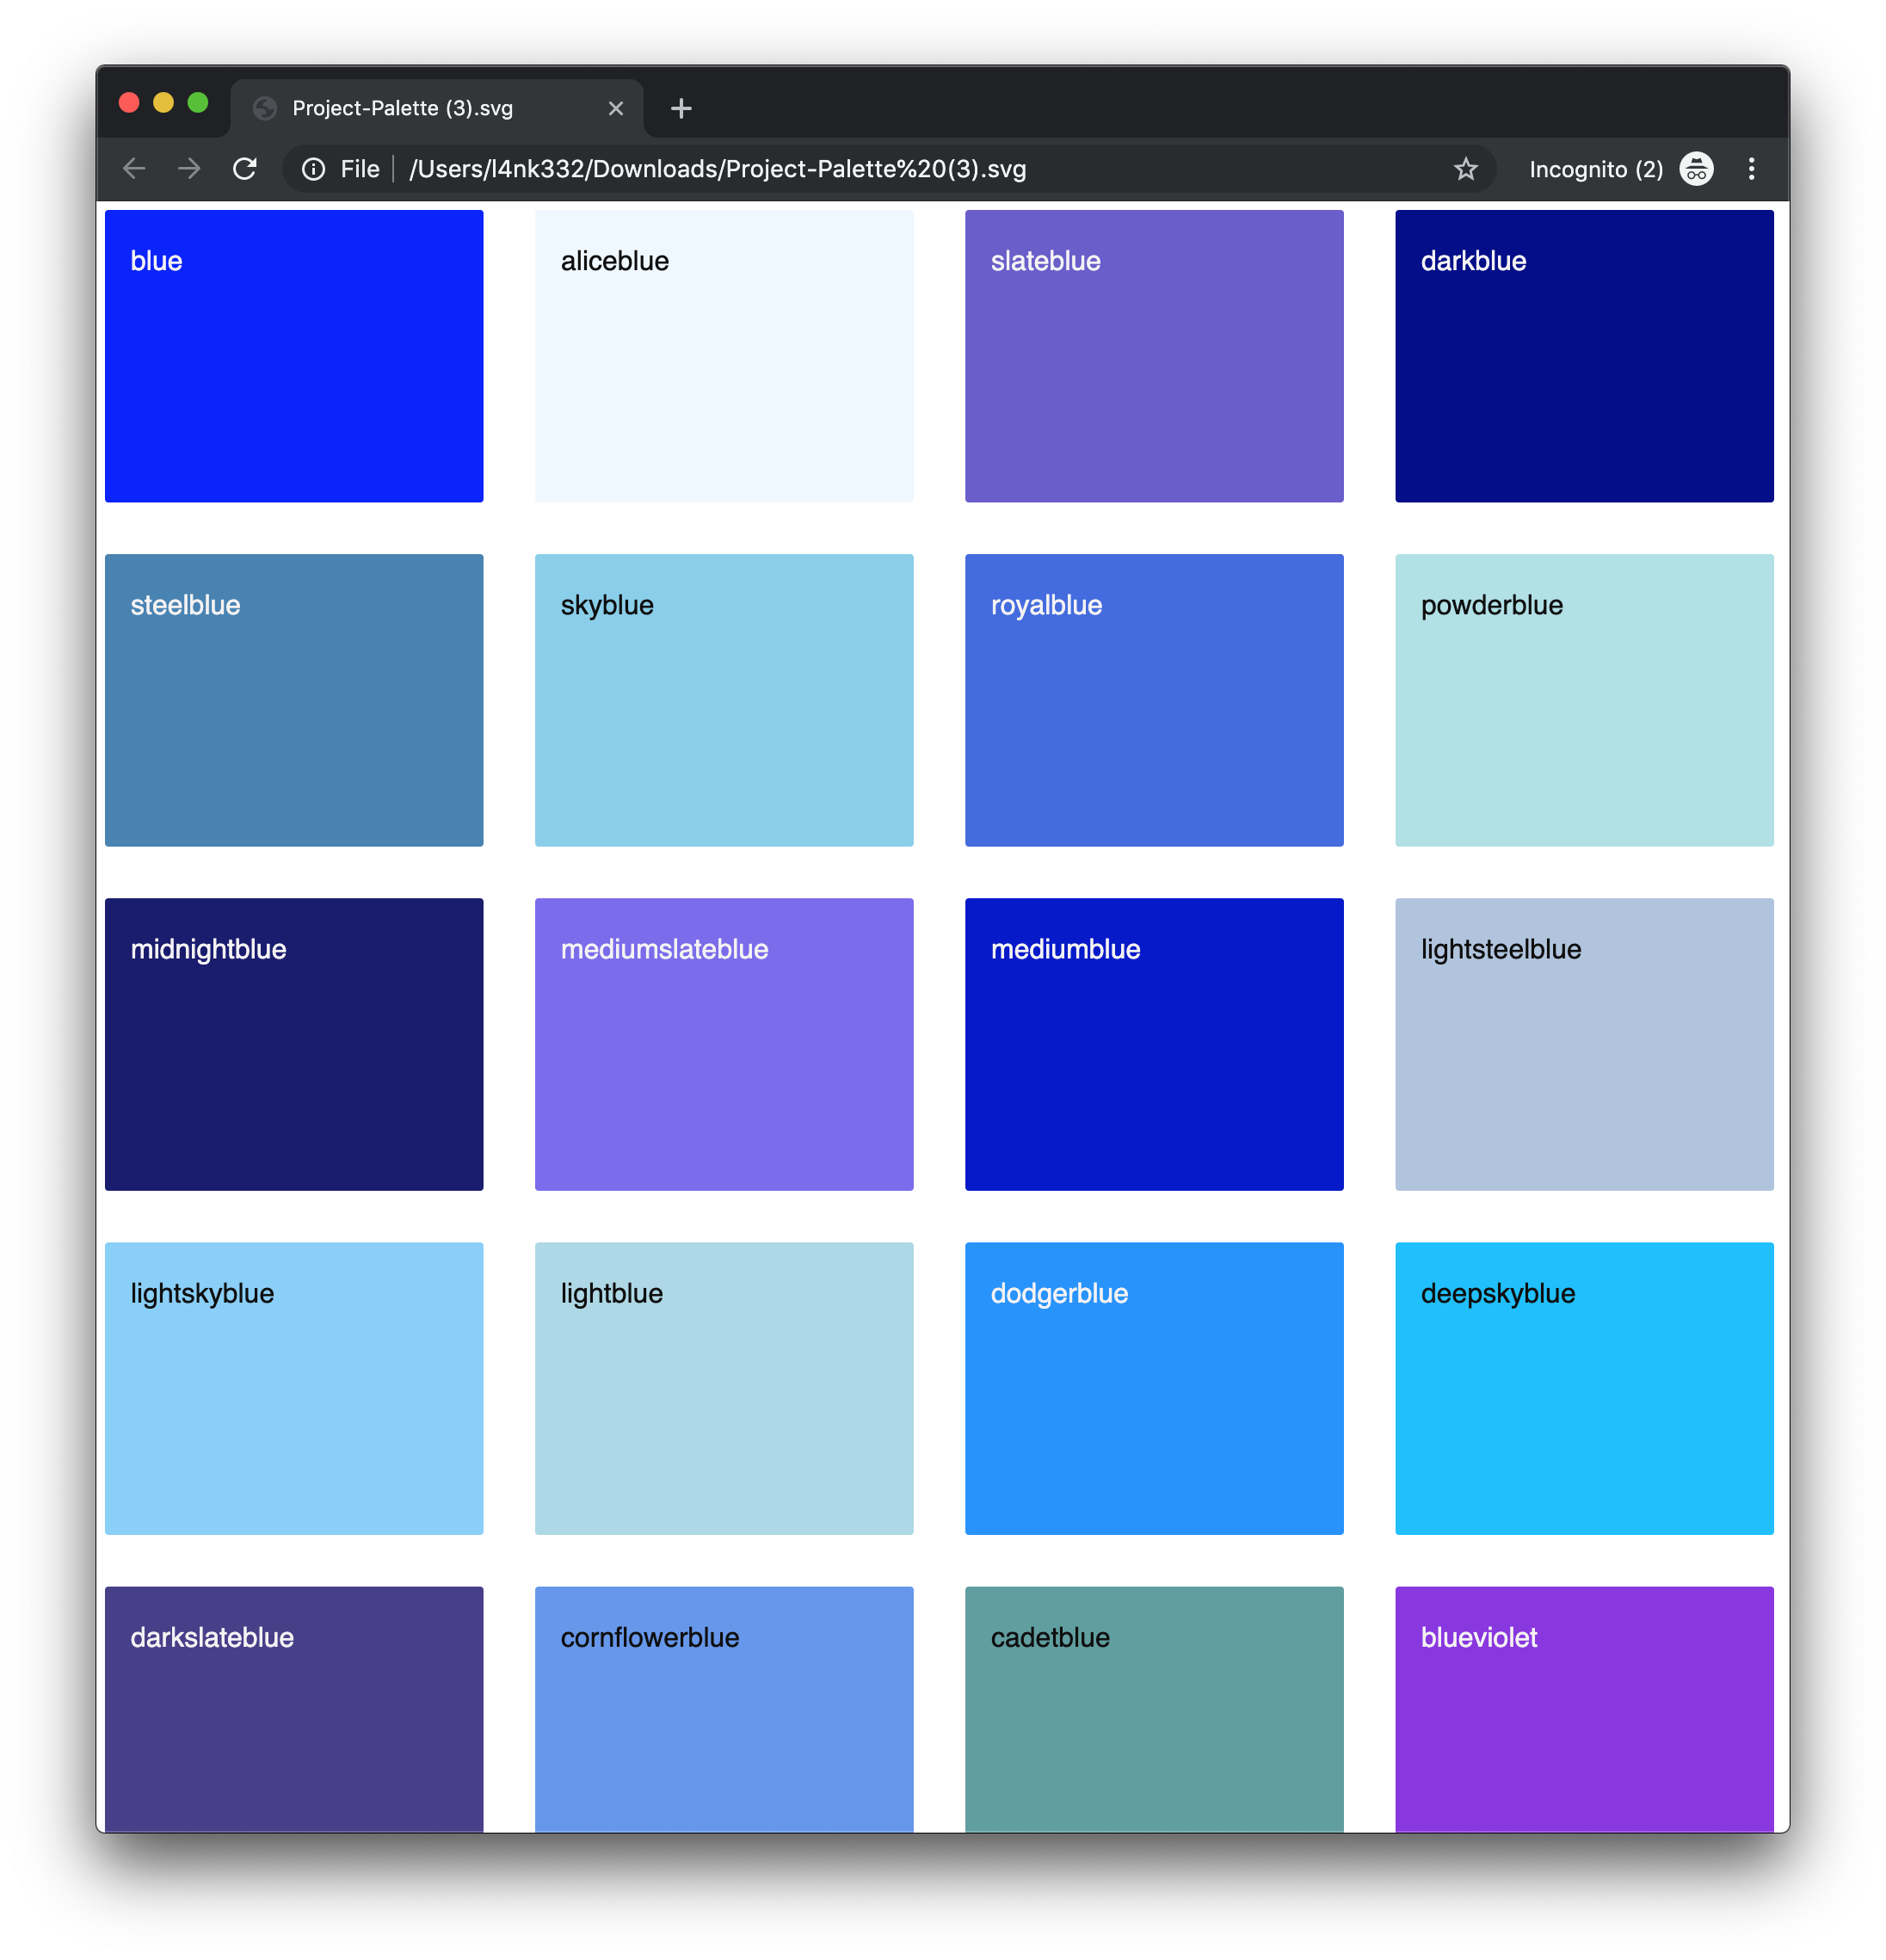 Project-Palette (3).svg
File /Users/l4nk332/Downloads/Project-Palette%20(3).svg Incognito (2)
blue aliceblue slateblue darkblue
steelblue skyblue royalblue powderblue
midnightblue mediumslateblue mediumblue lightsteelblue
lightskyblue lightblue dodgerblue deepskyblue
darkslateblue cornflowerblue cadetblue blueviolet